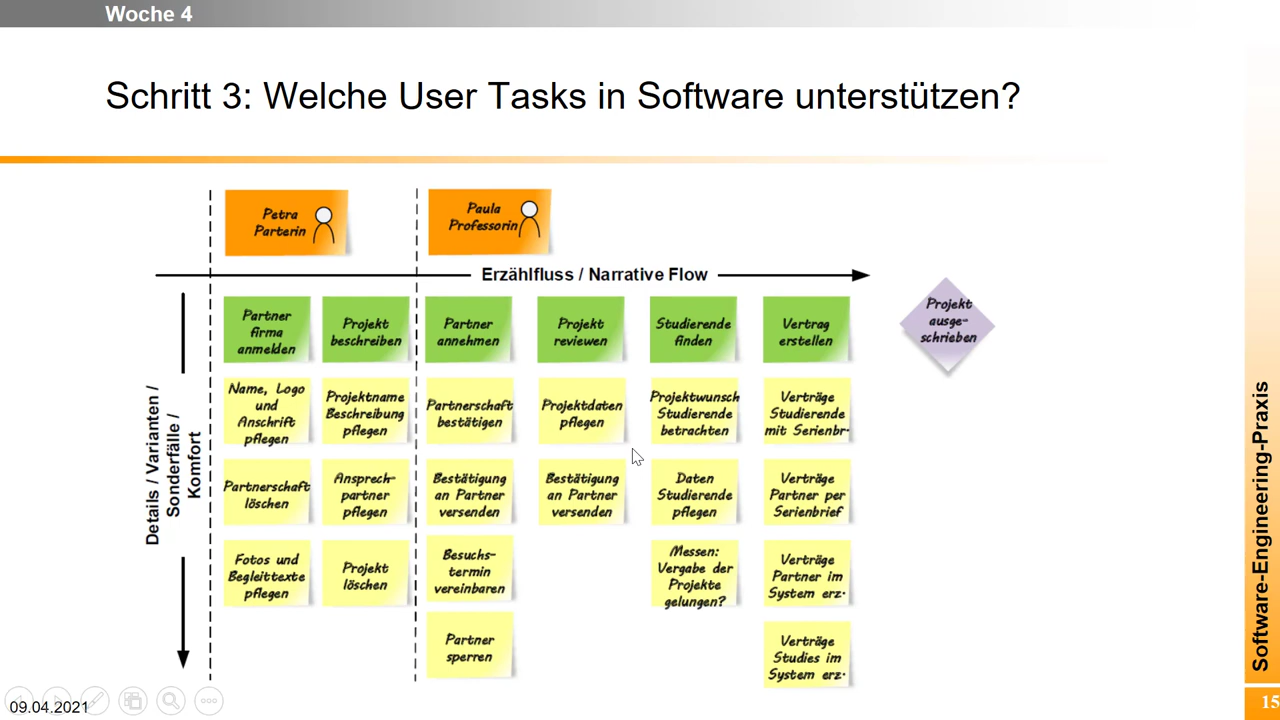 Woche 4
Schritt 3: Welche User Tasks in Software unterstützen?
Petra
Parterin
Paula
Professorin
Erzählfluss / Narrative Flow
Details / Varianten /
Sonderfälle /
Komfort
Partner
firma
anmelden
Projekt
beschreiben
Partner
annehmen
Projekt
reviewen
Studierende
finden
Vertrag
erstellen
Projekt
ausge-
schrieben
Name, Logo
und
Anschrift
pflegen
Projektname
Beschreibung
pflegen
Partnerschaft
bestätigen
Projektdaten
pflegen
Projektwunsch
Studierende
betrachten
Verträge
Studierende
mit Serienbr.
Partnerschaft
löschen
Ansprech-
partner
pflegen
Bestätigung
an Partner
versenden
Bestätigung
an Partner
versenden
Daten
Studierende
pflegen
Verträge
Partner per
Serienbrief
Fotos und
Begleittexte
pflegen
Projekt
löschen
Besuchs-
termin
vereinbaren
Messen:
Vergabe der
Projekte
gelungen?
Verträge
Partner im
System erz.
Partner
sperren
Verträge
Studies im
System erz.
Software-Engineering-Praxis
09.04.2021
15